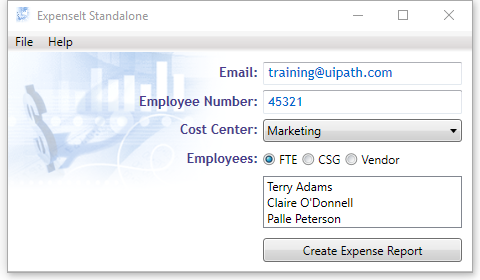 ExpenseIt Standalone
File Help
Email: training@uipath.com
Employee Number: 45321
Cost Center: Marketing
Employees: FTE CSG Vendor
Terry Adams
Claire O'Donnell
Palle Peterson
Create Expense Report